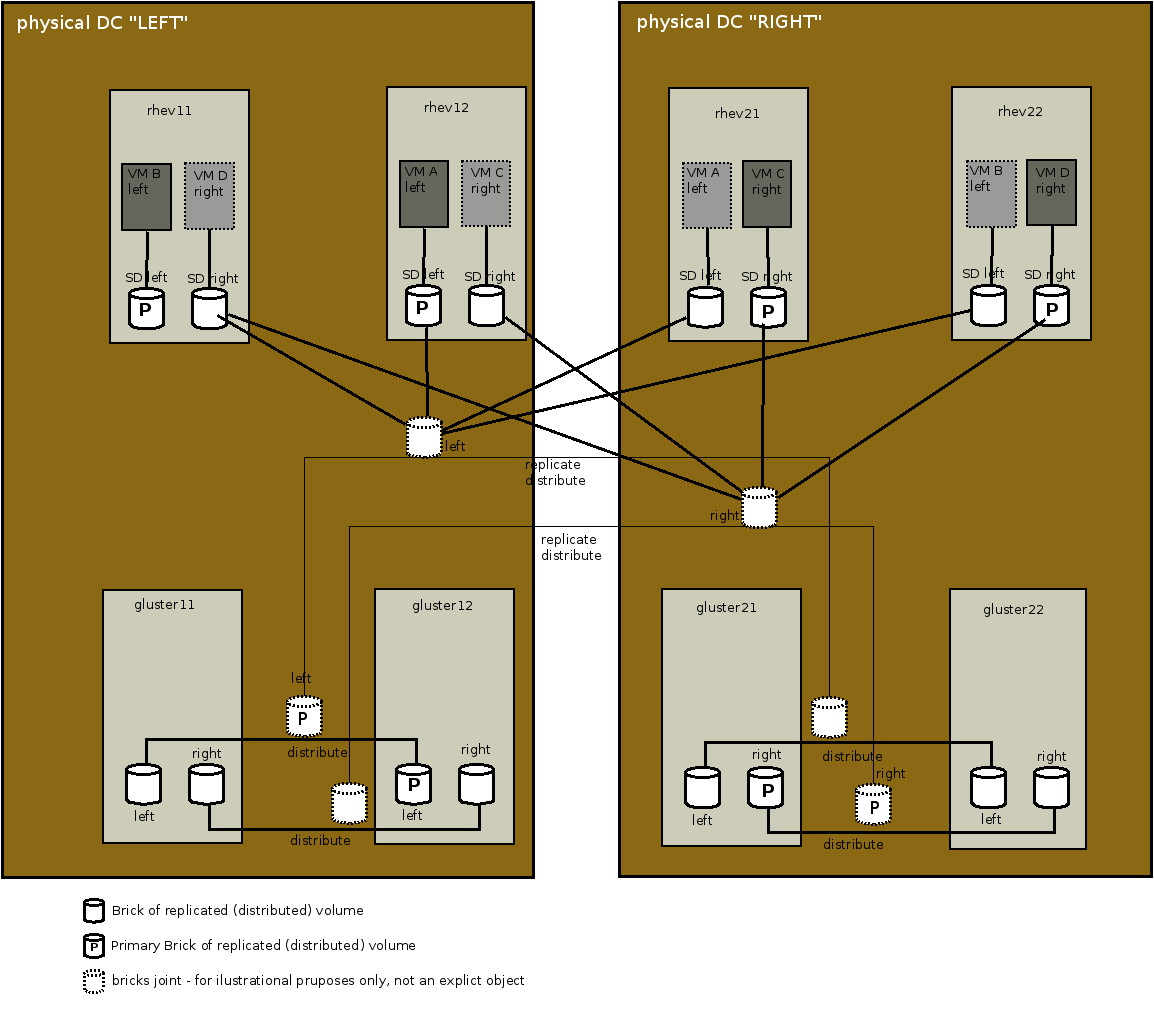 physical DC "LEFT"
physical DC "RIGHT"
rhev11
rhev12
rhev21
rhev22
VM B
left
VM D
right
VM A
left
VM C
right
VM A
left
VM C
right
VM B
left
VM D
right
SD left
SD right
SD left
SD right
SD left
SD right
SD left
SD right
P
P
P
P
left
replicate
distribute
right
replicate
distribute
gluster11
gluster12
gluster21
gluster22
left
P
distribute
right
right
P
left
left
distribute
distribute
right
right
right
P
P
left
left
distribute
Brick of replicated (distributed) volume
P
Primary Brick of replicated (distributed) volume
bricks joint - for ilustrational pruposes only, not an explict object